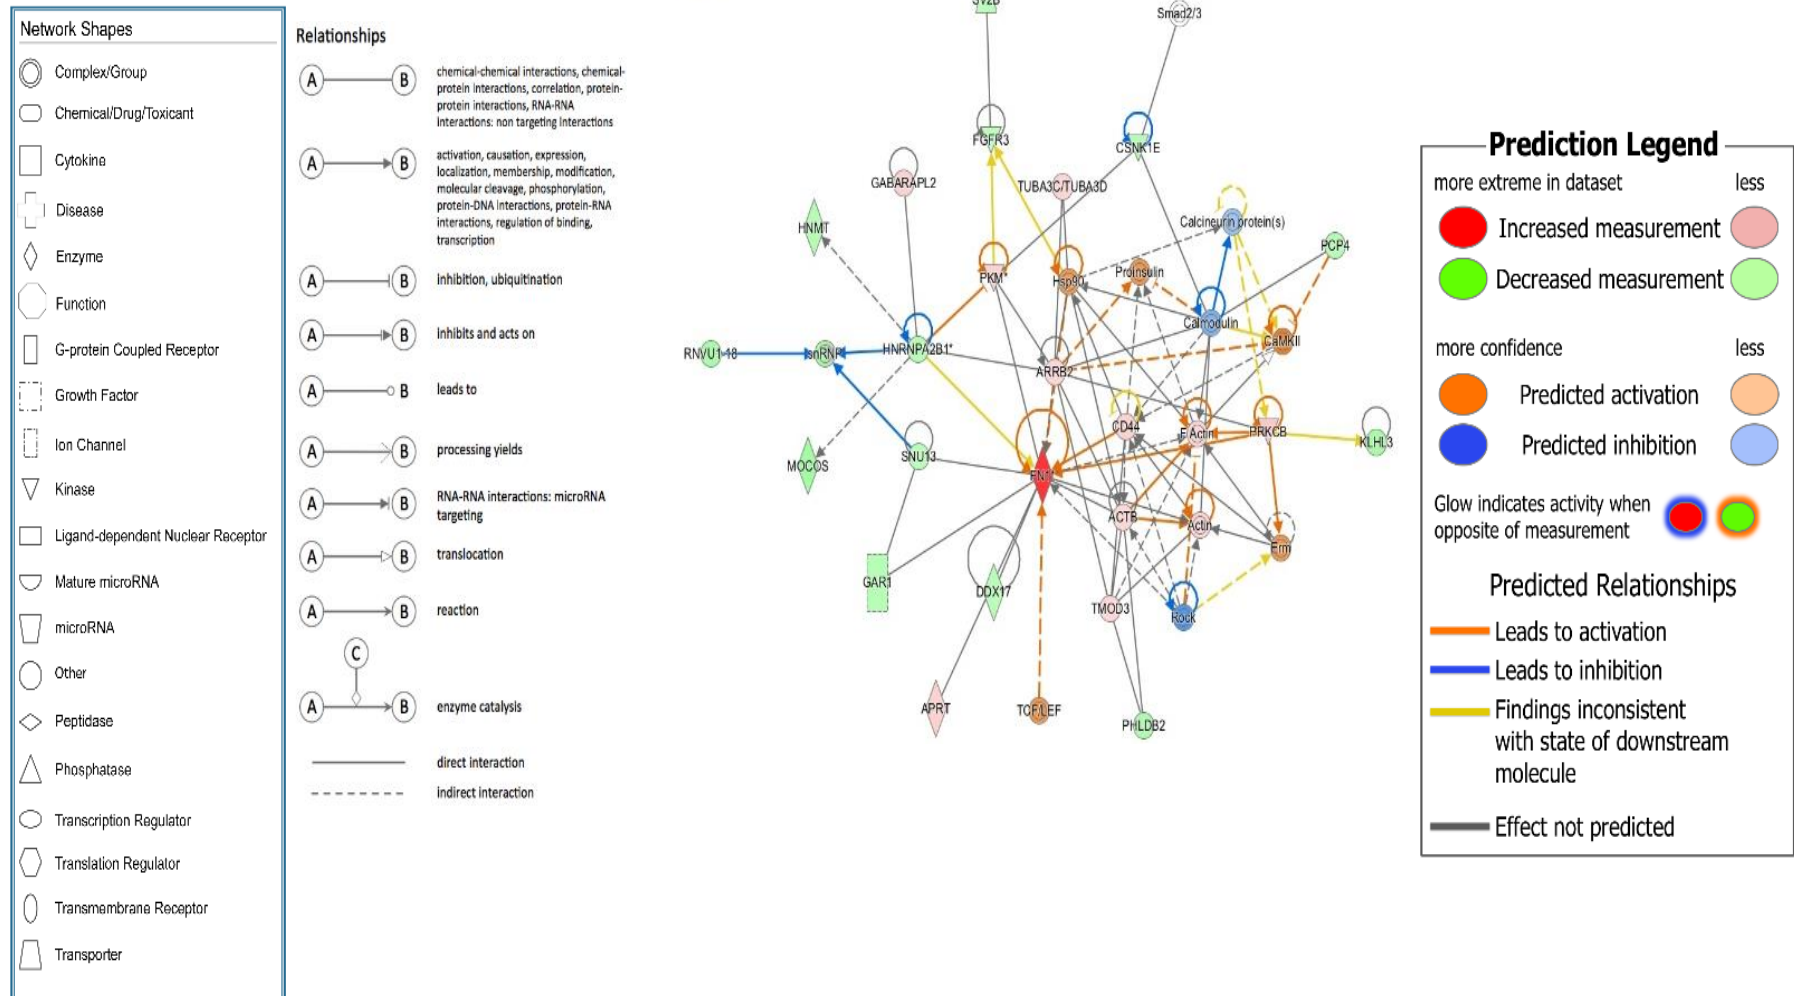 Network Shapes
Complex/Group
Chemical/Drug/Toxicant
Cytokine
Disease
Enzyme
Function
G-protein Coupled Receptor
Growth Factor
Ion Channel
Kinase
Ligand-dependent Nuclear Receptor
Mature microRNA
microRNA
Other
Peptidase
Phosphatase
Transcription Regulator
Translation Regulator
Transmembrane Receptor
Transporter
Relationships
A B
chemical-chemical interactions, chemical-
protein interactions, correlation, protein-
protein interactions, RNA-RNA
interactions: non targeting interactions
A B
activation, causation, expression,
localization, membership, modification,
molecular cleavage, phosphorylation,
protein-DNA interactions, protein-RNA
interactions, regulation of binding,
transcription
A B inhibition, ubiquitination
A B inhibits and acts on
A B leads to
A B processing yields
A B RNA-RNA interactions: microRNA
targeting
A B translocation
A B reaction
C
A B enzyme catalysis
direct interaction
indirect interaction
SV2B
Smad2/3
FGFR3
CSNK1E
GABARAPL2
TUBA3C/TUBA3D
HNMT
Calcineurin protein(s)
PCP4
PKM*
Hsp90
Proinsulin
Calmodulin
CaMKII
RNVU1-18
snRNP
HNRNPA2B1*
ARRB2
CD44
F Actin
PRKCB
KLHL3
MOCOS
SNU13
FN1*
ACTB
Actin
Erm
GAR1
DDX17
TMOD3
Rock
APRT
TCF/LEF
PHLDB2
Prediction Legend
more extreme in dataset less
Increased measurement
Decreased measurement
more confidence less
Predicted activation
Predicted inhibition
Glow indicates activity when
opposite of measurement
Predicted Relationships
Leads to activation
Leads to inhibition
Findings inconsistent
with state of downstream
molecule
Effect not predicted